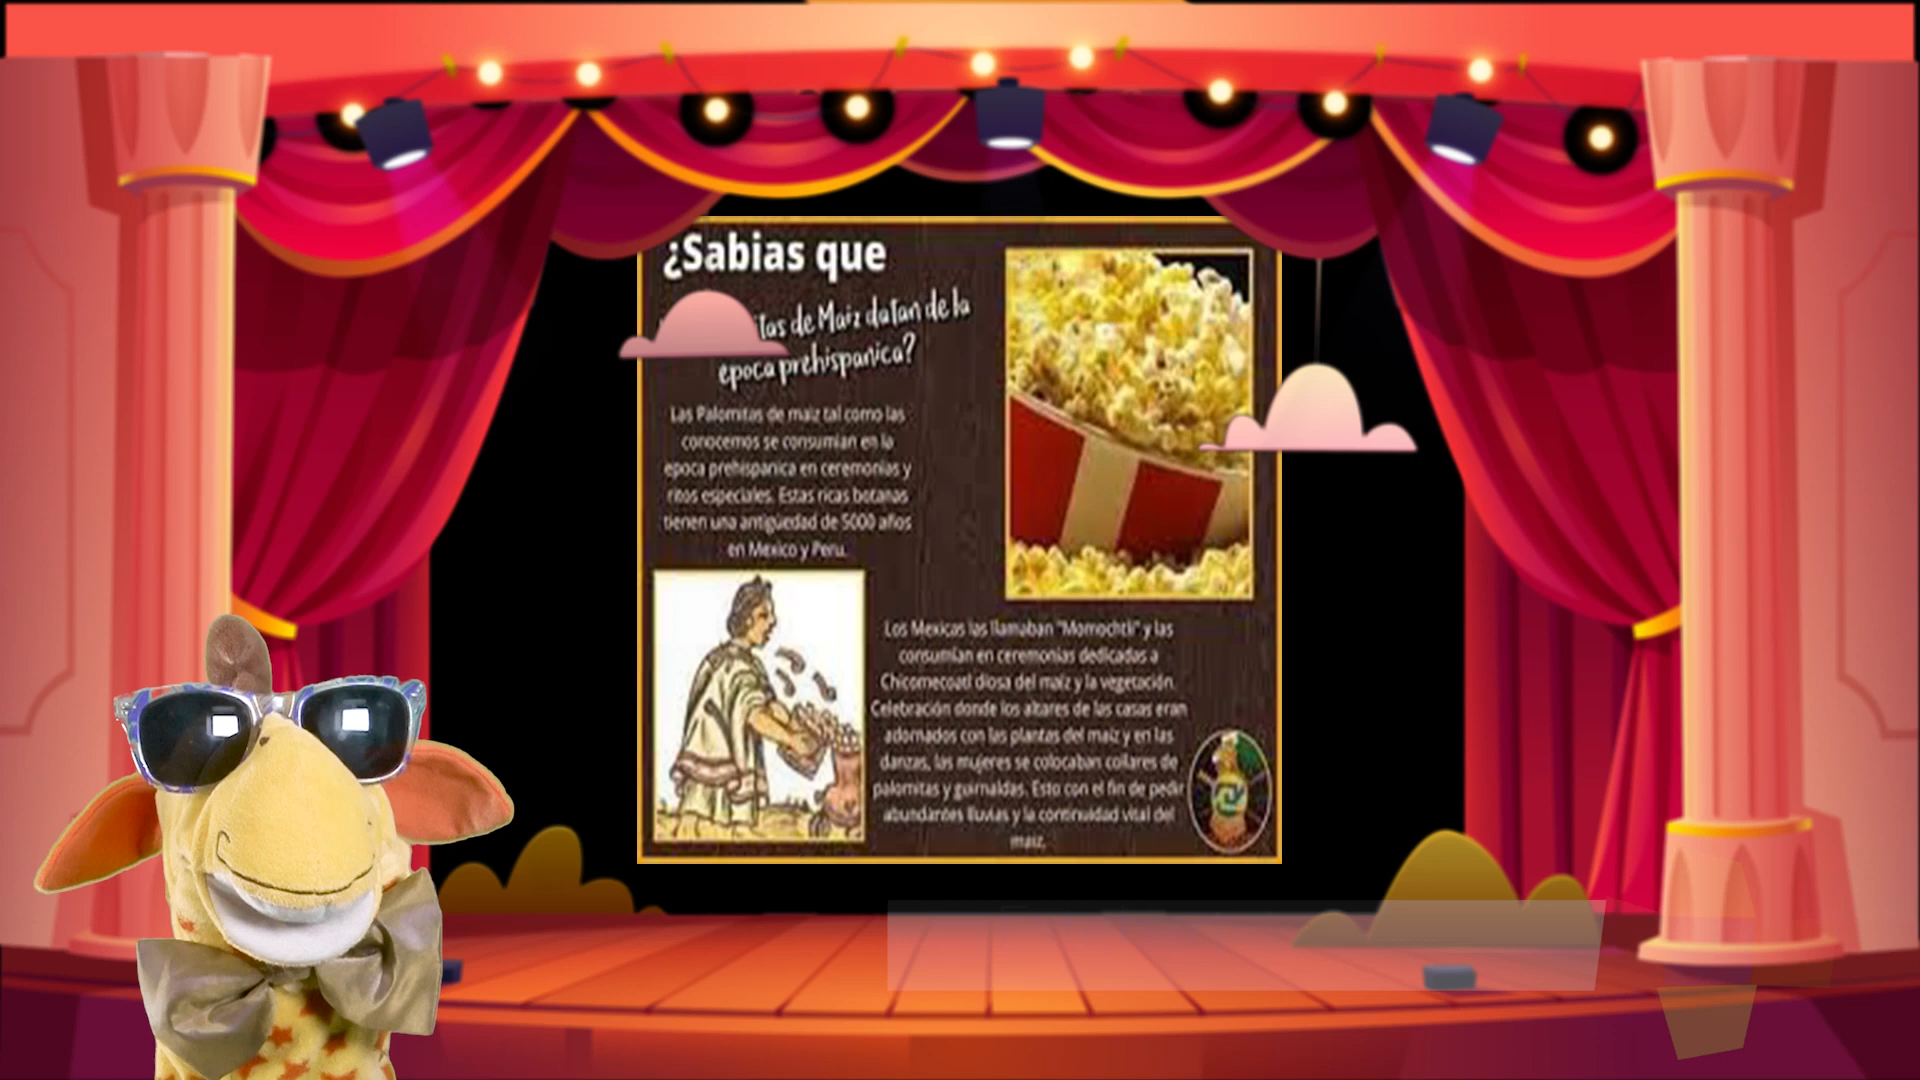 ¿Sabias que
itas de Maiz datan de la
epoca prehispanica?
Las Palomitas de maiz tal como las
conocemos se consumian en la
epoca prehispanica en ceremonias y
ritos especiales. Estas ricas botanas
tienen una antigüedad de 5000 años
en Mexico y Peru.
Los Mexicas las llamaban "Momochtli" y las
consumían en ceremonias dedicadas a
Chicomecoatl diosa del maiz y la vegetación.
Celebración donde los altares de las casas eran
adornados con las plantas del maiz y en las
danzas, las mujeres se colocaban collares de
palomitas y guirnaldas. Esto con el fin de pedir
abundantes lluvias y la continuidad vital del
maiz.